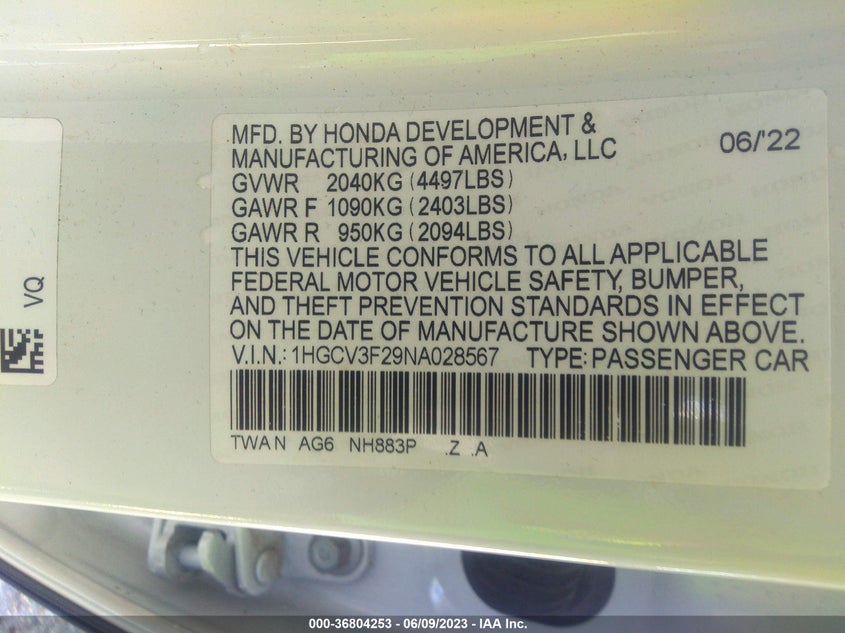 MFD. BY HONDA DEVELOPMENT &
MANUFACTURING OF AMERICA, LLC 06/'22
GVWR 2040KG (4497LBS)
GAWR F 1090KG (2403LBS)
GAWR R 950KG (2094LBS)
THIS VEHICLE CONFORMS TO ALL APPLICABLE
FEDERAL MOTOR VEHICLE SAFETY, BUMPER,
AND THEFT PREVENTION STANDARDS IN EFFECT
ON THE DATE OF MANUFACTURE SHOWN ABOVE.
V.I.N.: 1HGCV3F29NA028567 TYPE: PASSENGER CAR
TWAN AG6 NH883P .Z .A
VQ
000-36804253 - 06/09/2023 - IAA Inc.